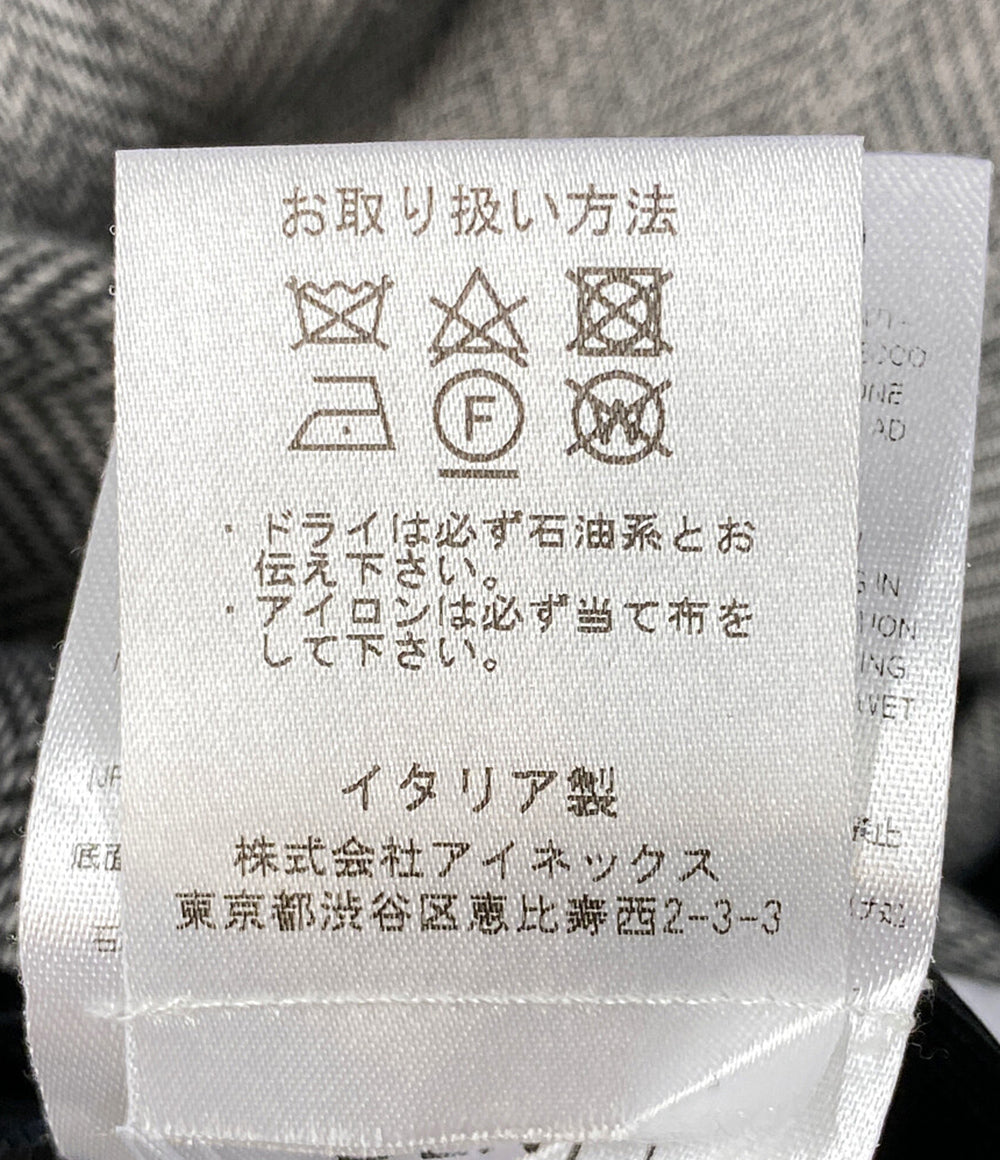 お取り扱い方法
F
W
・ドライは必ず石油系とお
伝え下さい。
・アイロンは必ず当て布を
して下さい。
イタリア製
株式会社アイネックス
東京都渋谷区恵比寿西2-3-3